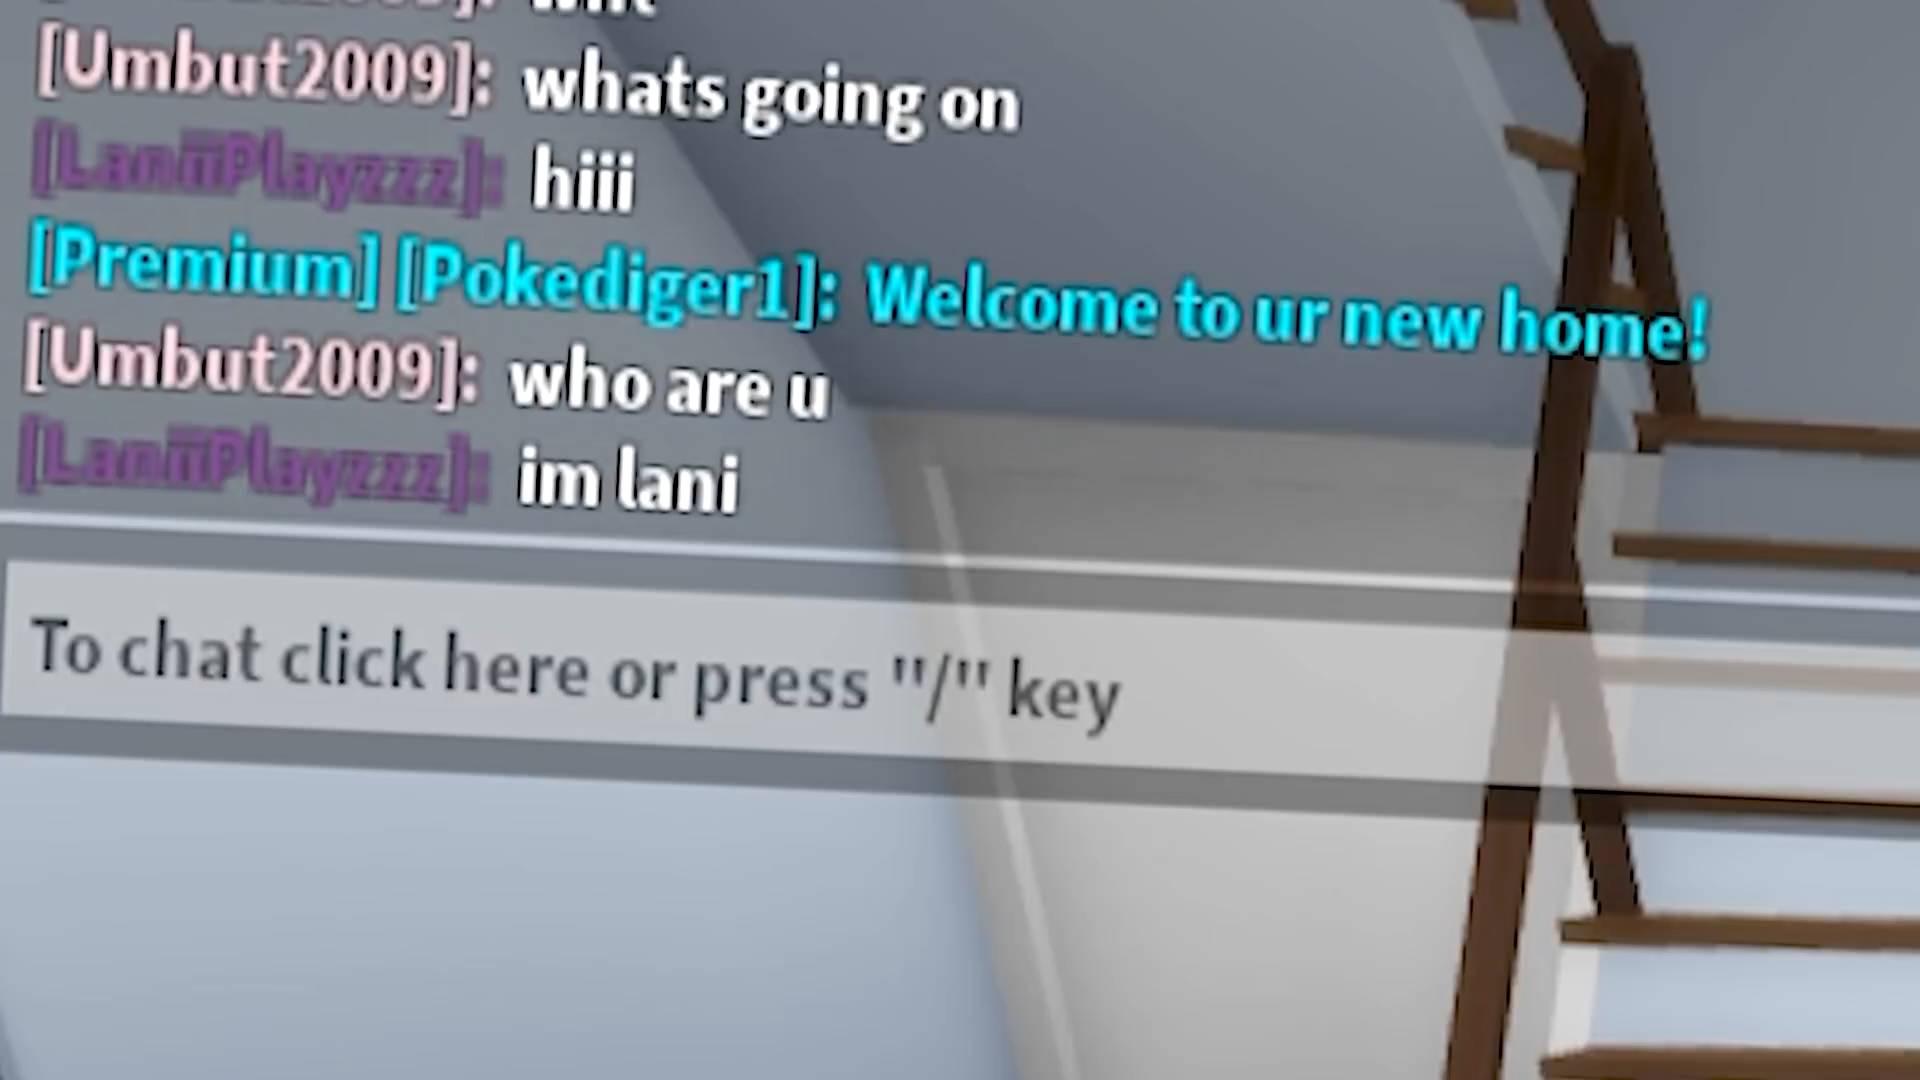 [Umbut2009]: whats going on
[LaniiPlayzzz]: hiii
[Premium] [Pokediger1]: Welcome to ur new home!
[Umbut2009]: who are u
[LaniiPlayzzz]: im lani
To chat click here or press "/" key